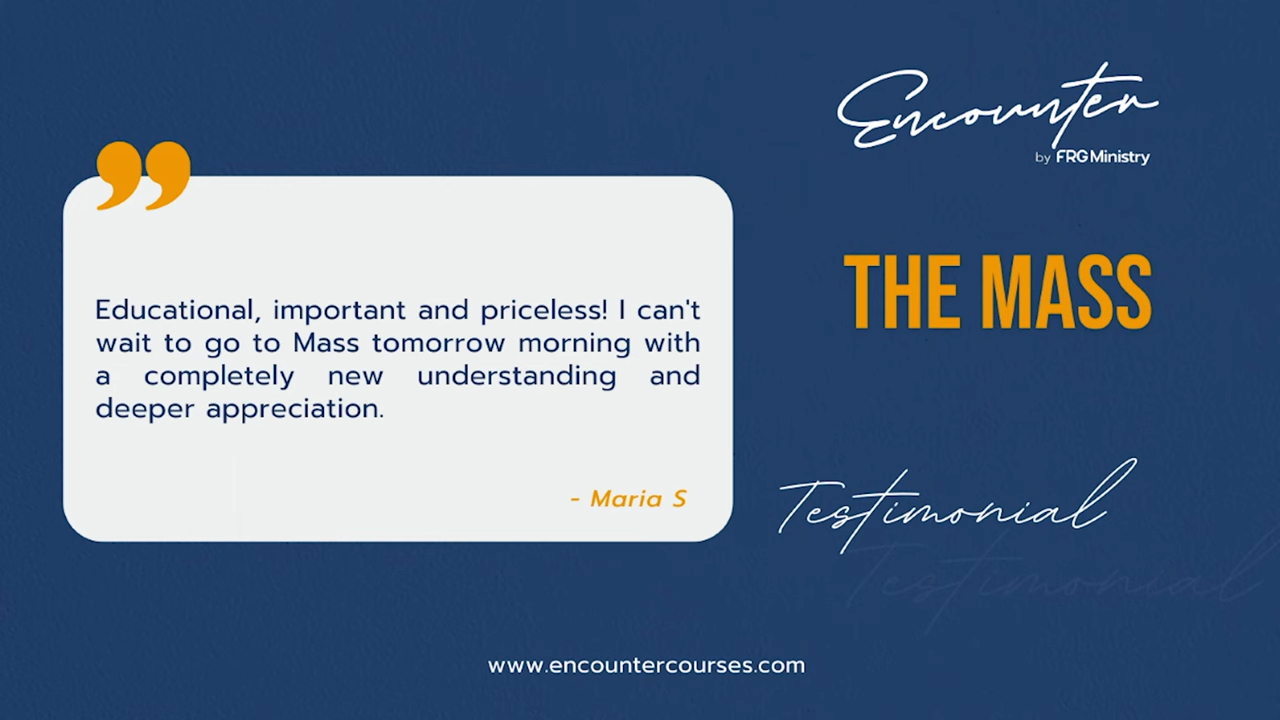 Encounter
by FRG Ministry
THE MASS
Educational, important and priceless! I can't
wait to go to Mass tomorrow morning with
a completely new understanding and
deeper appreciation.
- Maria S
Testimonial
Testimonial
www.encountercourses.com